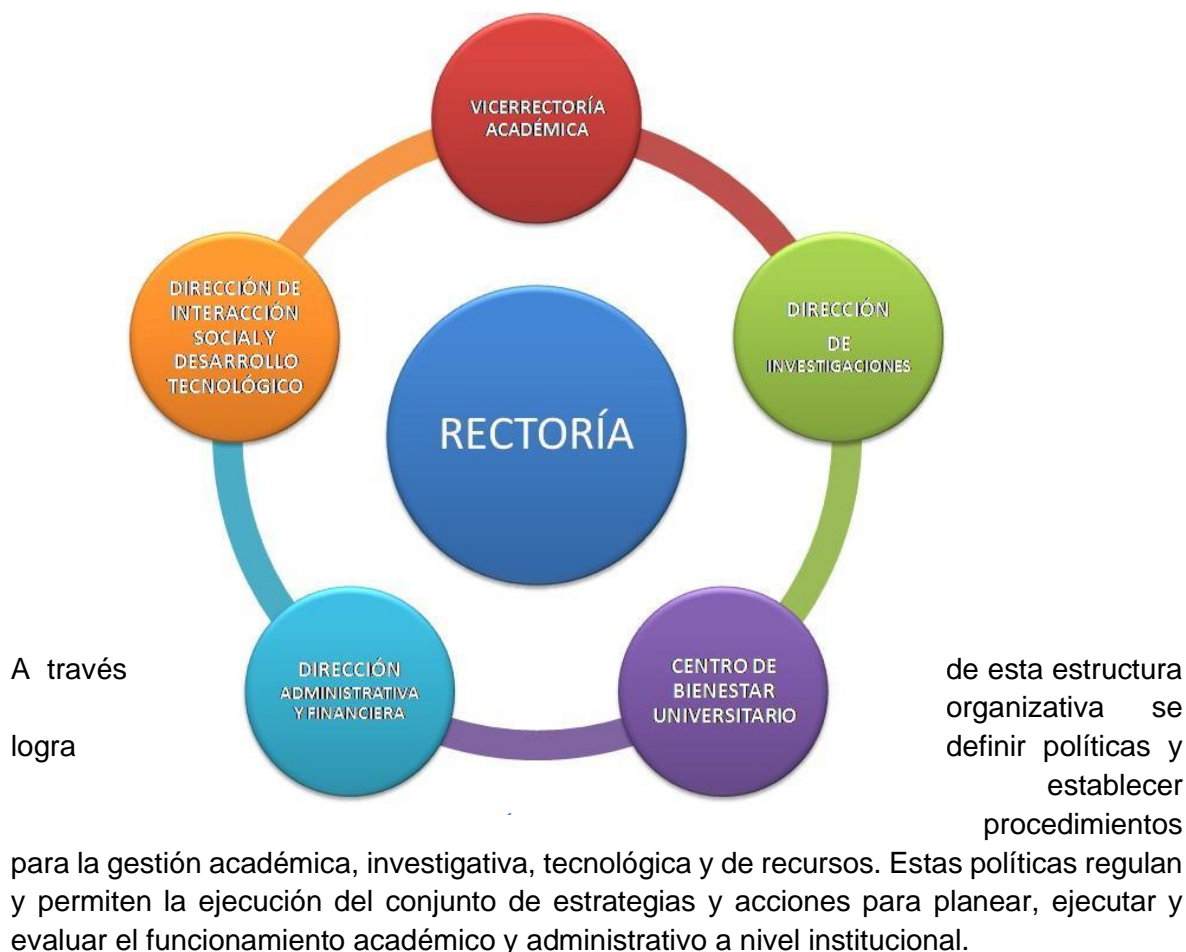 VICERRECTORÍA
ACADÉMICA
DIRECCIÓN DE
INTERACCIÓN
SOCIAL Y
DESARROLLO
TECNOLÓGICO
DIRECCIÓN
DE
INVESTIGACIONES
RECTORÍA
DIRECCIÓN
ADMINISTRATIVA
Y FINANCIERA
CENTRO DE
BIENESTAR
UNIVERSITARIO
A través de esta estructura
organizativa se
logra definir políticas y
establecer
procedimientos
para la gestión académica, investigativa, tecnológica y de recursos. Estas políticas regulan
y permiten la ejecución del conjunto de estrategias y acciones para planear, ejecutar y
evaluar el funcionamiento académico y administrativo a nivel institucional.